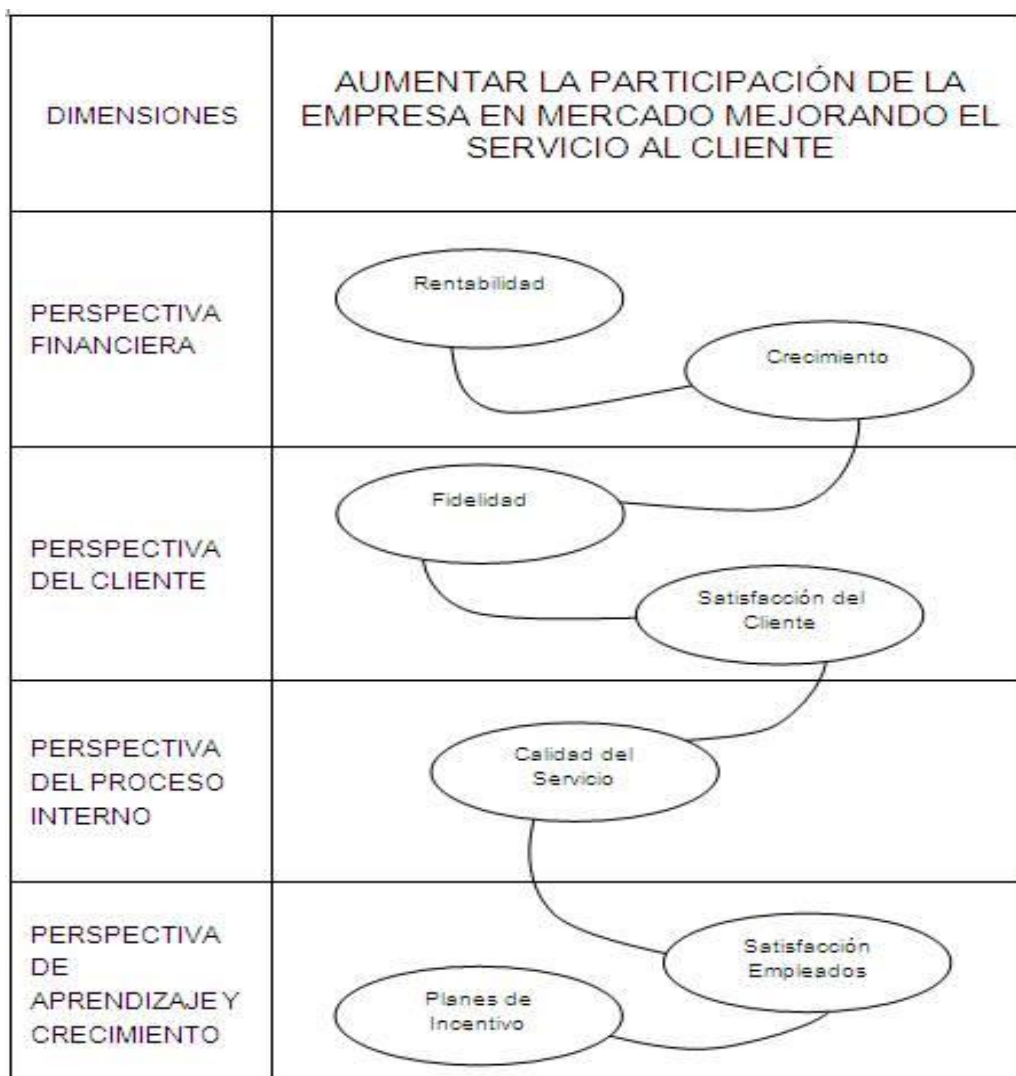 DIMENSIONES
AUMENTAR LA PARTICIPACIÓN DE LA
EMPRESA EN MERCADO MEJORANDO EL
SERVICIO AL CLIENTE
PERSPECTIVA
FINANCIERA
Rentabilidad
Crecimiento
PERSPECTIVA
DEL CLIENTE
Fidelidad
Satisfacción del
Cliente
PERSPECTIVA
DEL PROCESO
INTERNO
Calidad del
Servicio
PERSPECTIVA
DE
APRENDIZAJE Y
CRECIMIENTO
Satisfacción
Empleados
Planes de
Incentivo